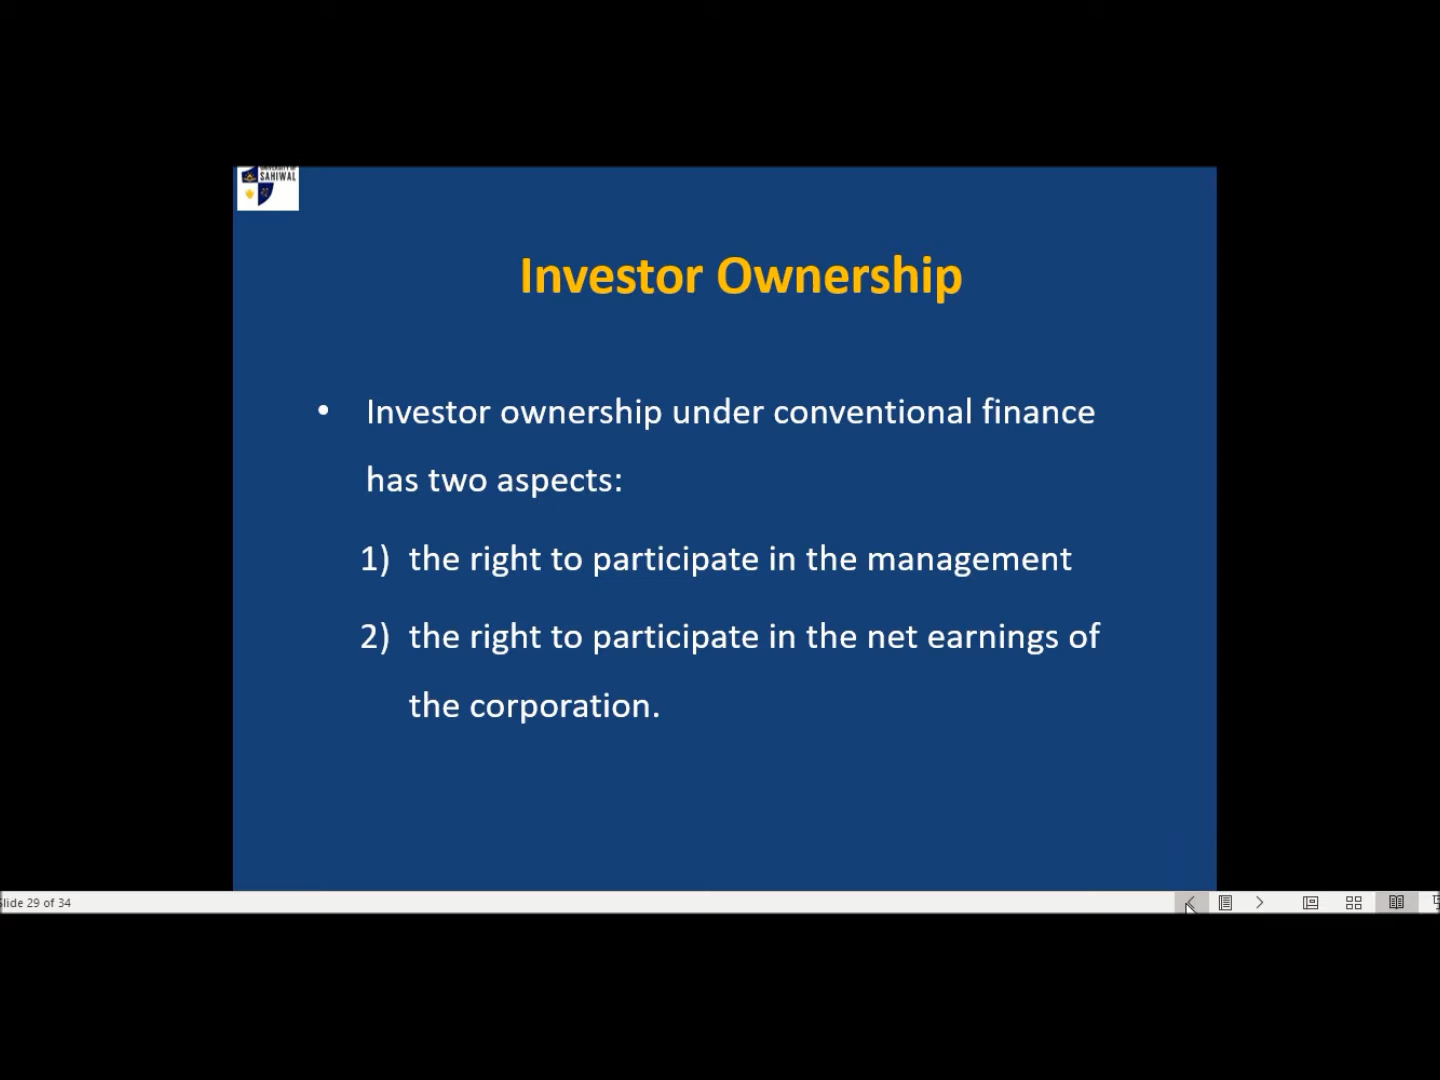 SAHIWAL
Investor Ownership
• Investor ownership under conventional finance
has two aspects:
1) the right to participate in the management
2) the right to participate in the net earnings of
the corporation.
Slide 29 of 34